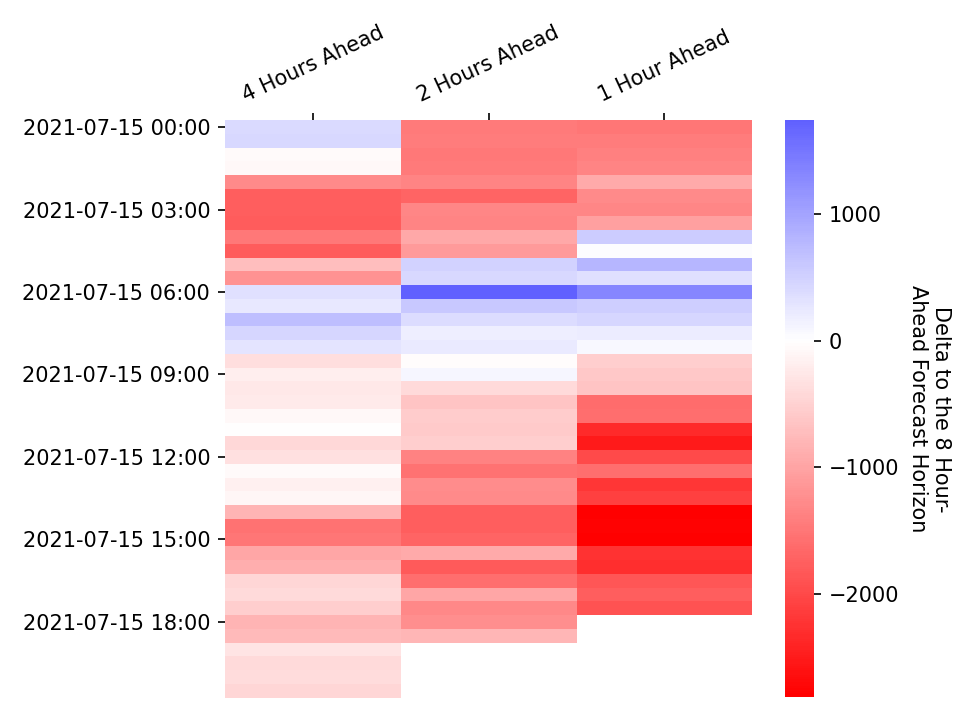 4 Hours Ahead
2 Hours Ahead
1 Hour Ahead
2021-07-15 00:00
2021-07-15 03:00
2021-07-15 06:00
2021-07-15 09:00
2021-07-15 12:00
2021-07-15 15:00
2021-07-15 18:00
1000
0
−1000
−2000
Delta to the 8 Hour-
Ahead Forecast Horizon